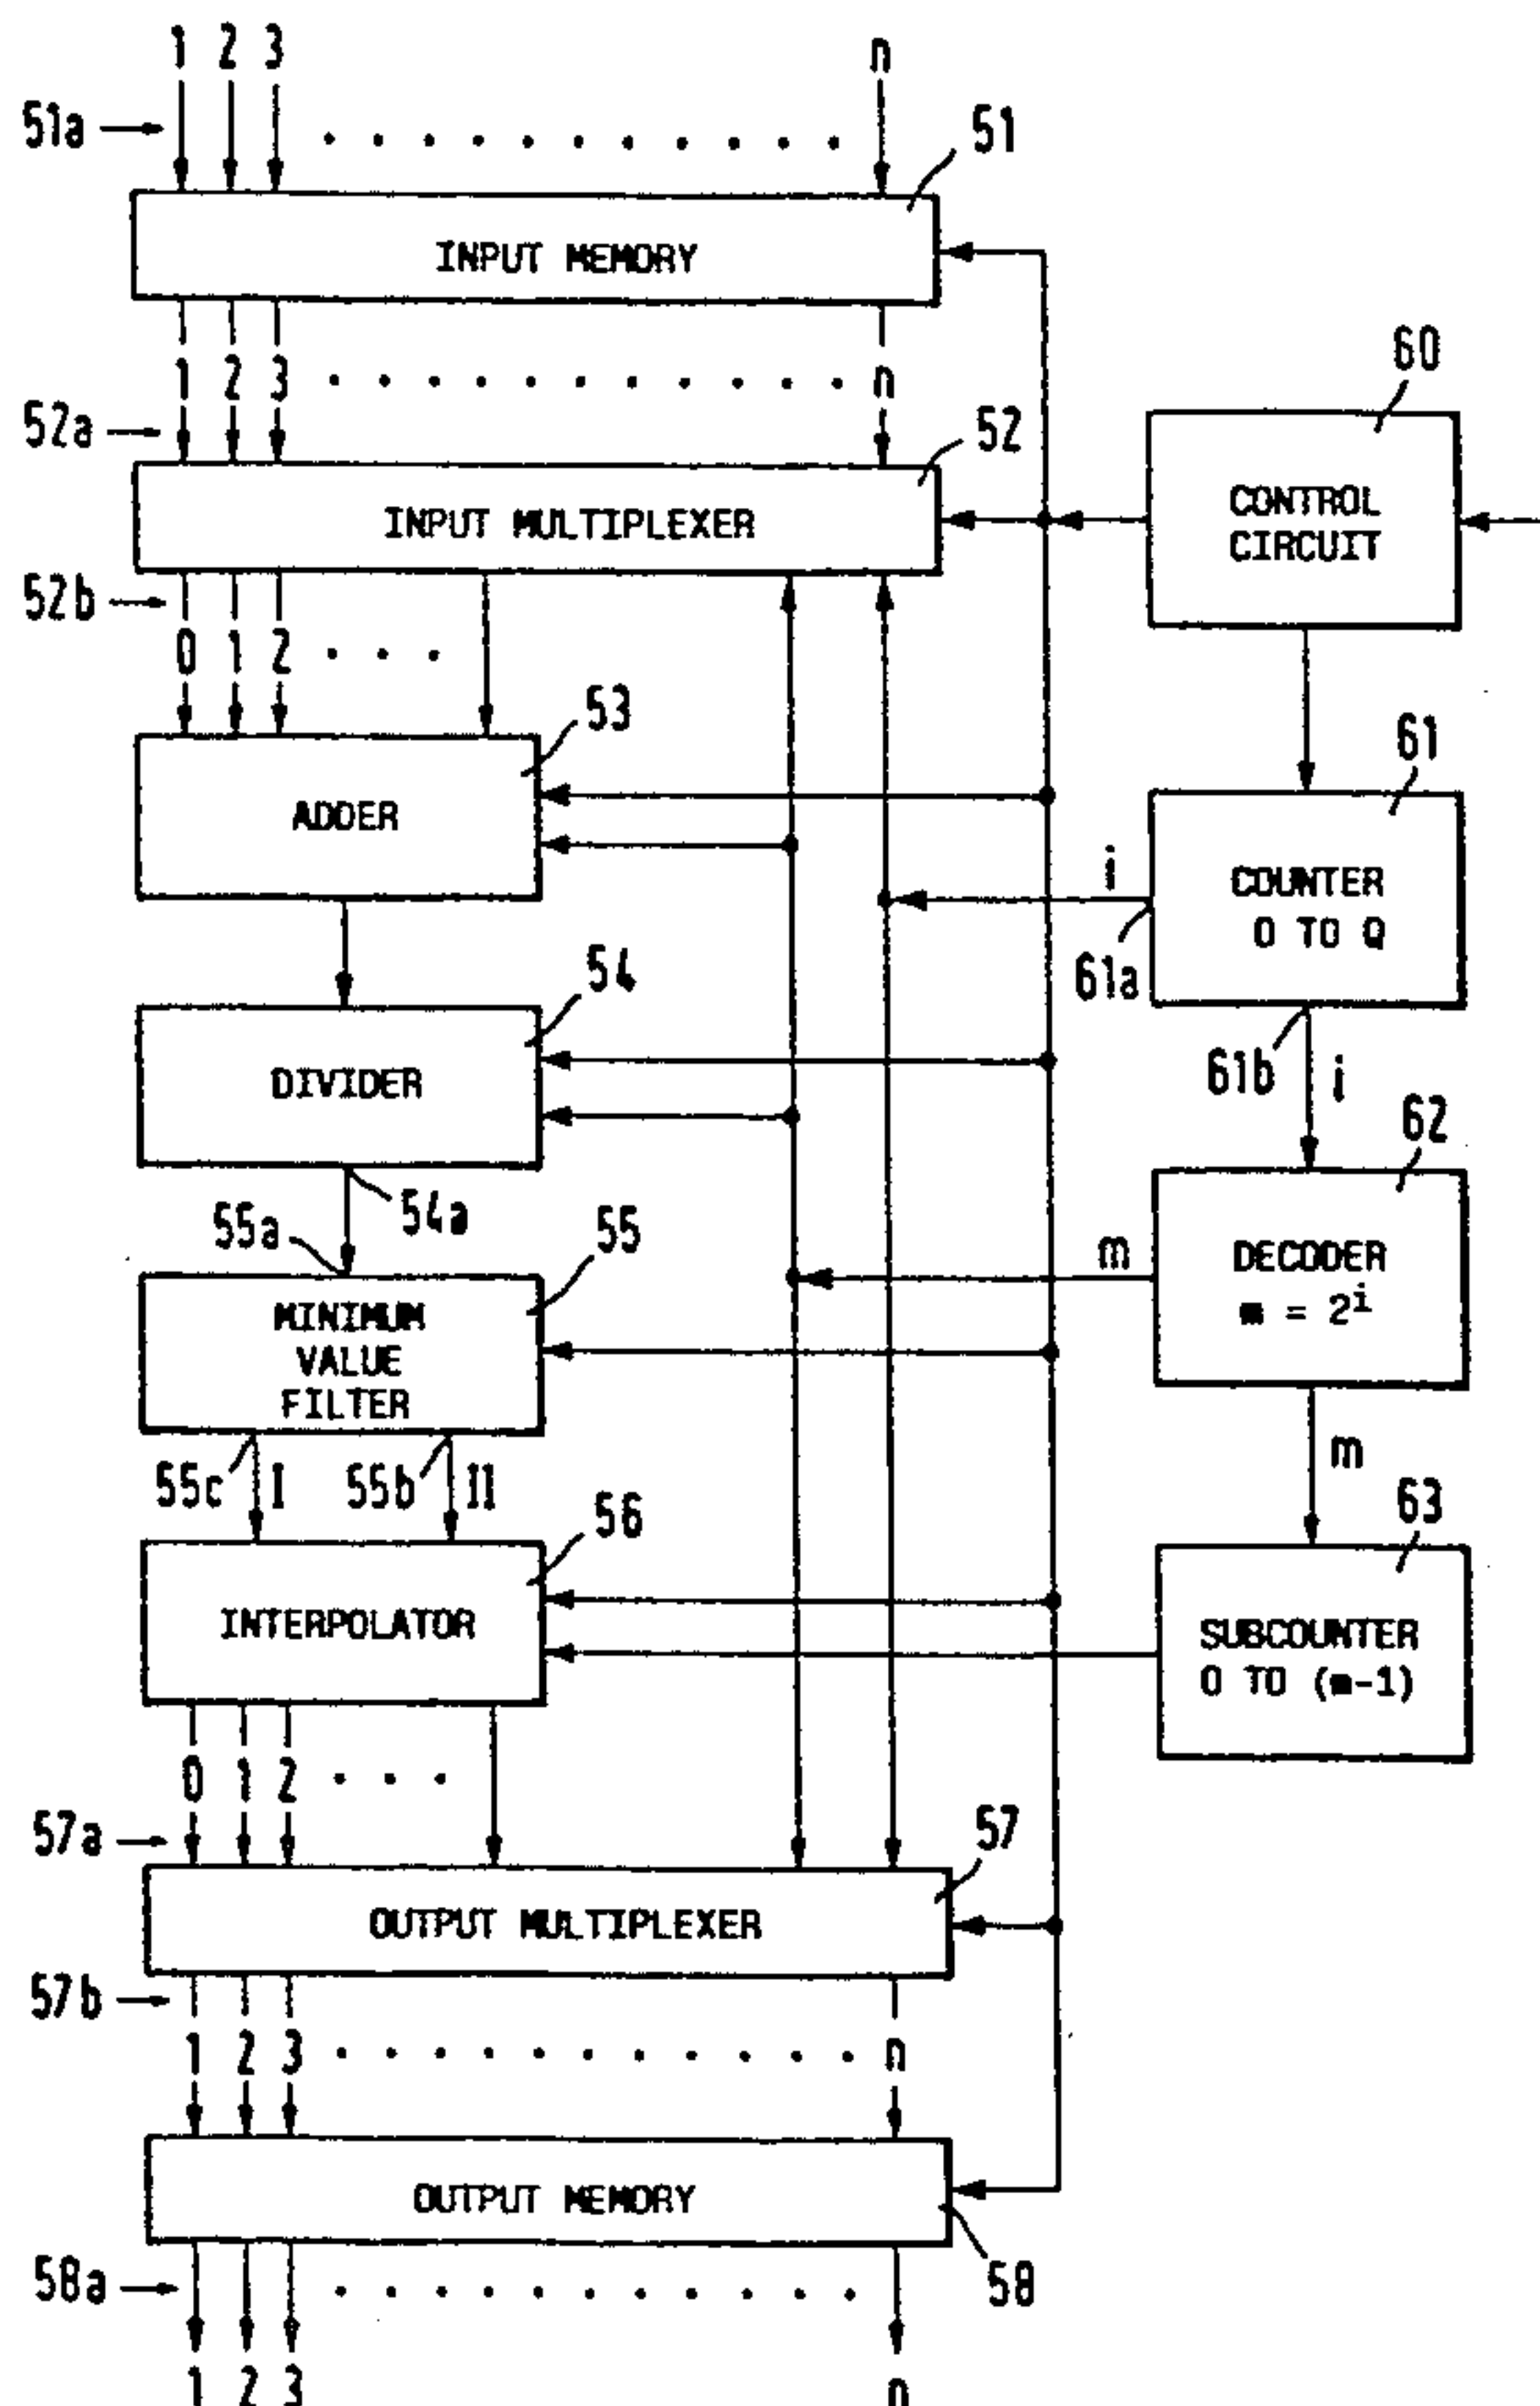 1 2 3 n
51a
51
INPUT MEMORY
1 2 3 n
60
52a
52
INPUT MULTIPLEXER
CONTROL
CIRCUIT
52b
0 1 2
53
61
ADDER
i
COUNTER
0 TO Q
61a
54
61b
i
DIVIDER
62
54a
55a
55
m
DECODER
m = 2^i
MINIMUM
VALUE
FILTER
m
55c I 55b II
63
56
INTERPOLATOR
SUBCOUNTER
0 TO (m-1)
0 1 2
57a
57
OUTPUT MULTIPLEXER
57b
1 2 3 n
OUTPUT MEMORY
58a
58
1 2 3 n